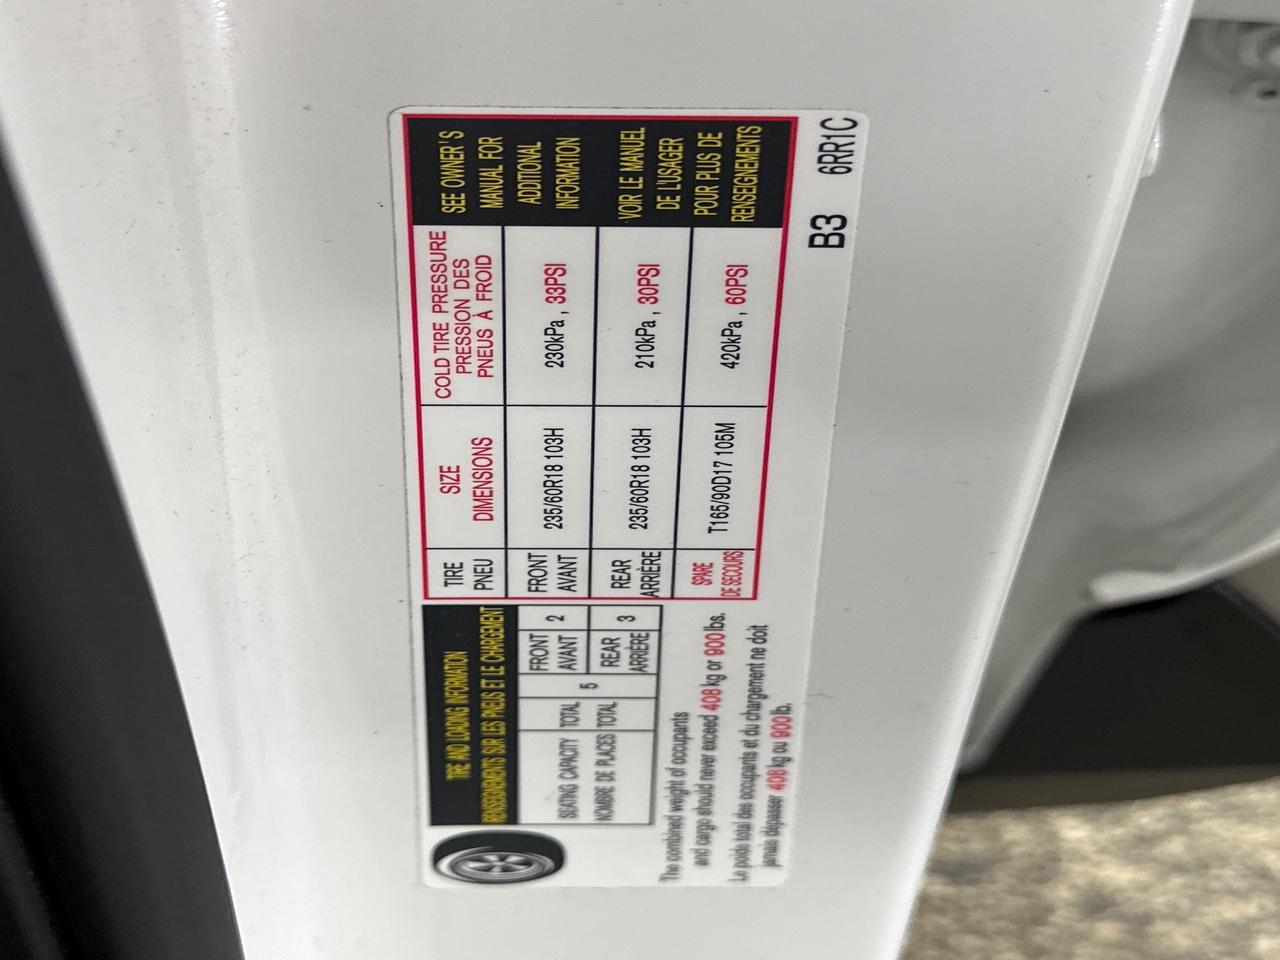 TIRE AND LOADING INFORMATION
RENSEIGNEMENTS SUR LES PNEUS ET LE CHARGEMENT
SEATING CAPACITY TOTAL 5 FRONT AVANT 2
NOMBRE DE PLACES TOTAL REAR ARRIÈRE 3
The combined weight of occupants
and cargo should never exceed 408 kg or 900 lbs.
Le poids total des occupants et du chargement ne doit
jamais dépasser 408 kg ou 900 lb.
TIRE
PNEU
SIZE
DIMENSIONS
COLD TIRE PRESSURE
PRESSION DES
PNEUS À FROID
FRONT
AVANT
235/60R18 103H
230kPa, 33PSI
REAR
ARRIÈRE
235/60R18 103H
210kPa, 30PSI
SPARE
DE SECOURS
T165/90D17 105M
420kPa, 60PSI
SEE OWNER'S
MANUAL FOR
ADDITIONAL
INFORMATION
VOIR LE MANUEL
DE L'USAGER
POUR PLUS DE
RENSEIGNEMENTS
B3 6RR1C